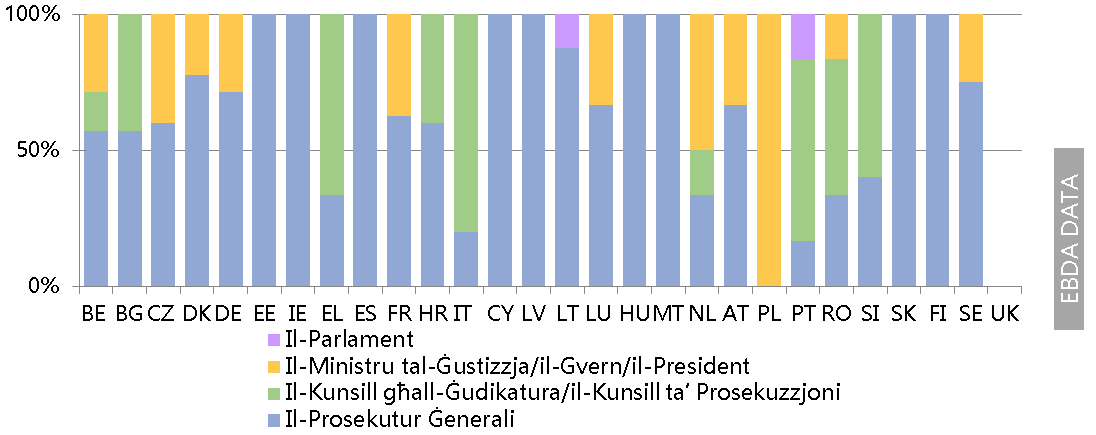 100%
50%
0%
BE BG CZ DK DE EE IE EL ES FR HR IT CY LV LT LU HU MT NL AT PL PT RO SI SK FI SE UK
Il-Parlament
Il-Ministru tal-Ġustizzja/il-Gvern/il-President
Il-Kunsill għall-Ġudikatura/il-Kunsill ta’ Prosekuzzjoni
Il-Prosekutur Ġenerali
EBDA DATA